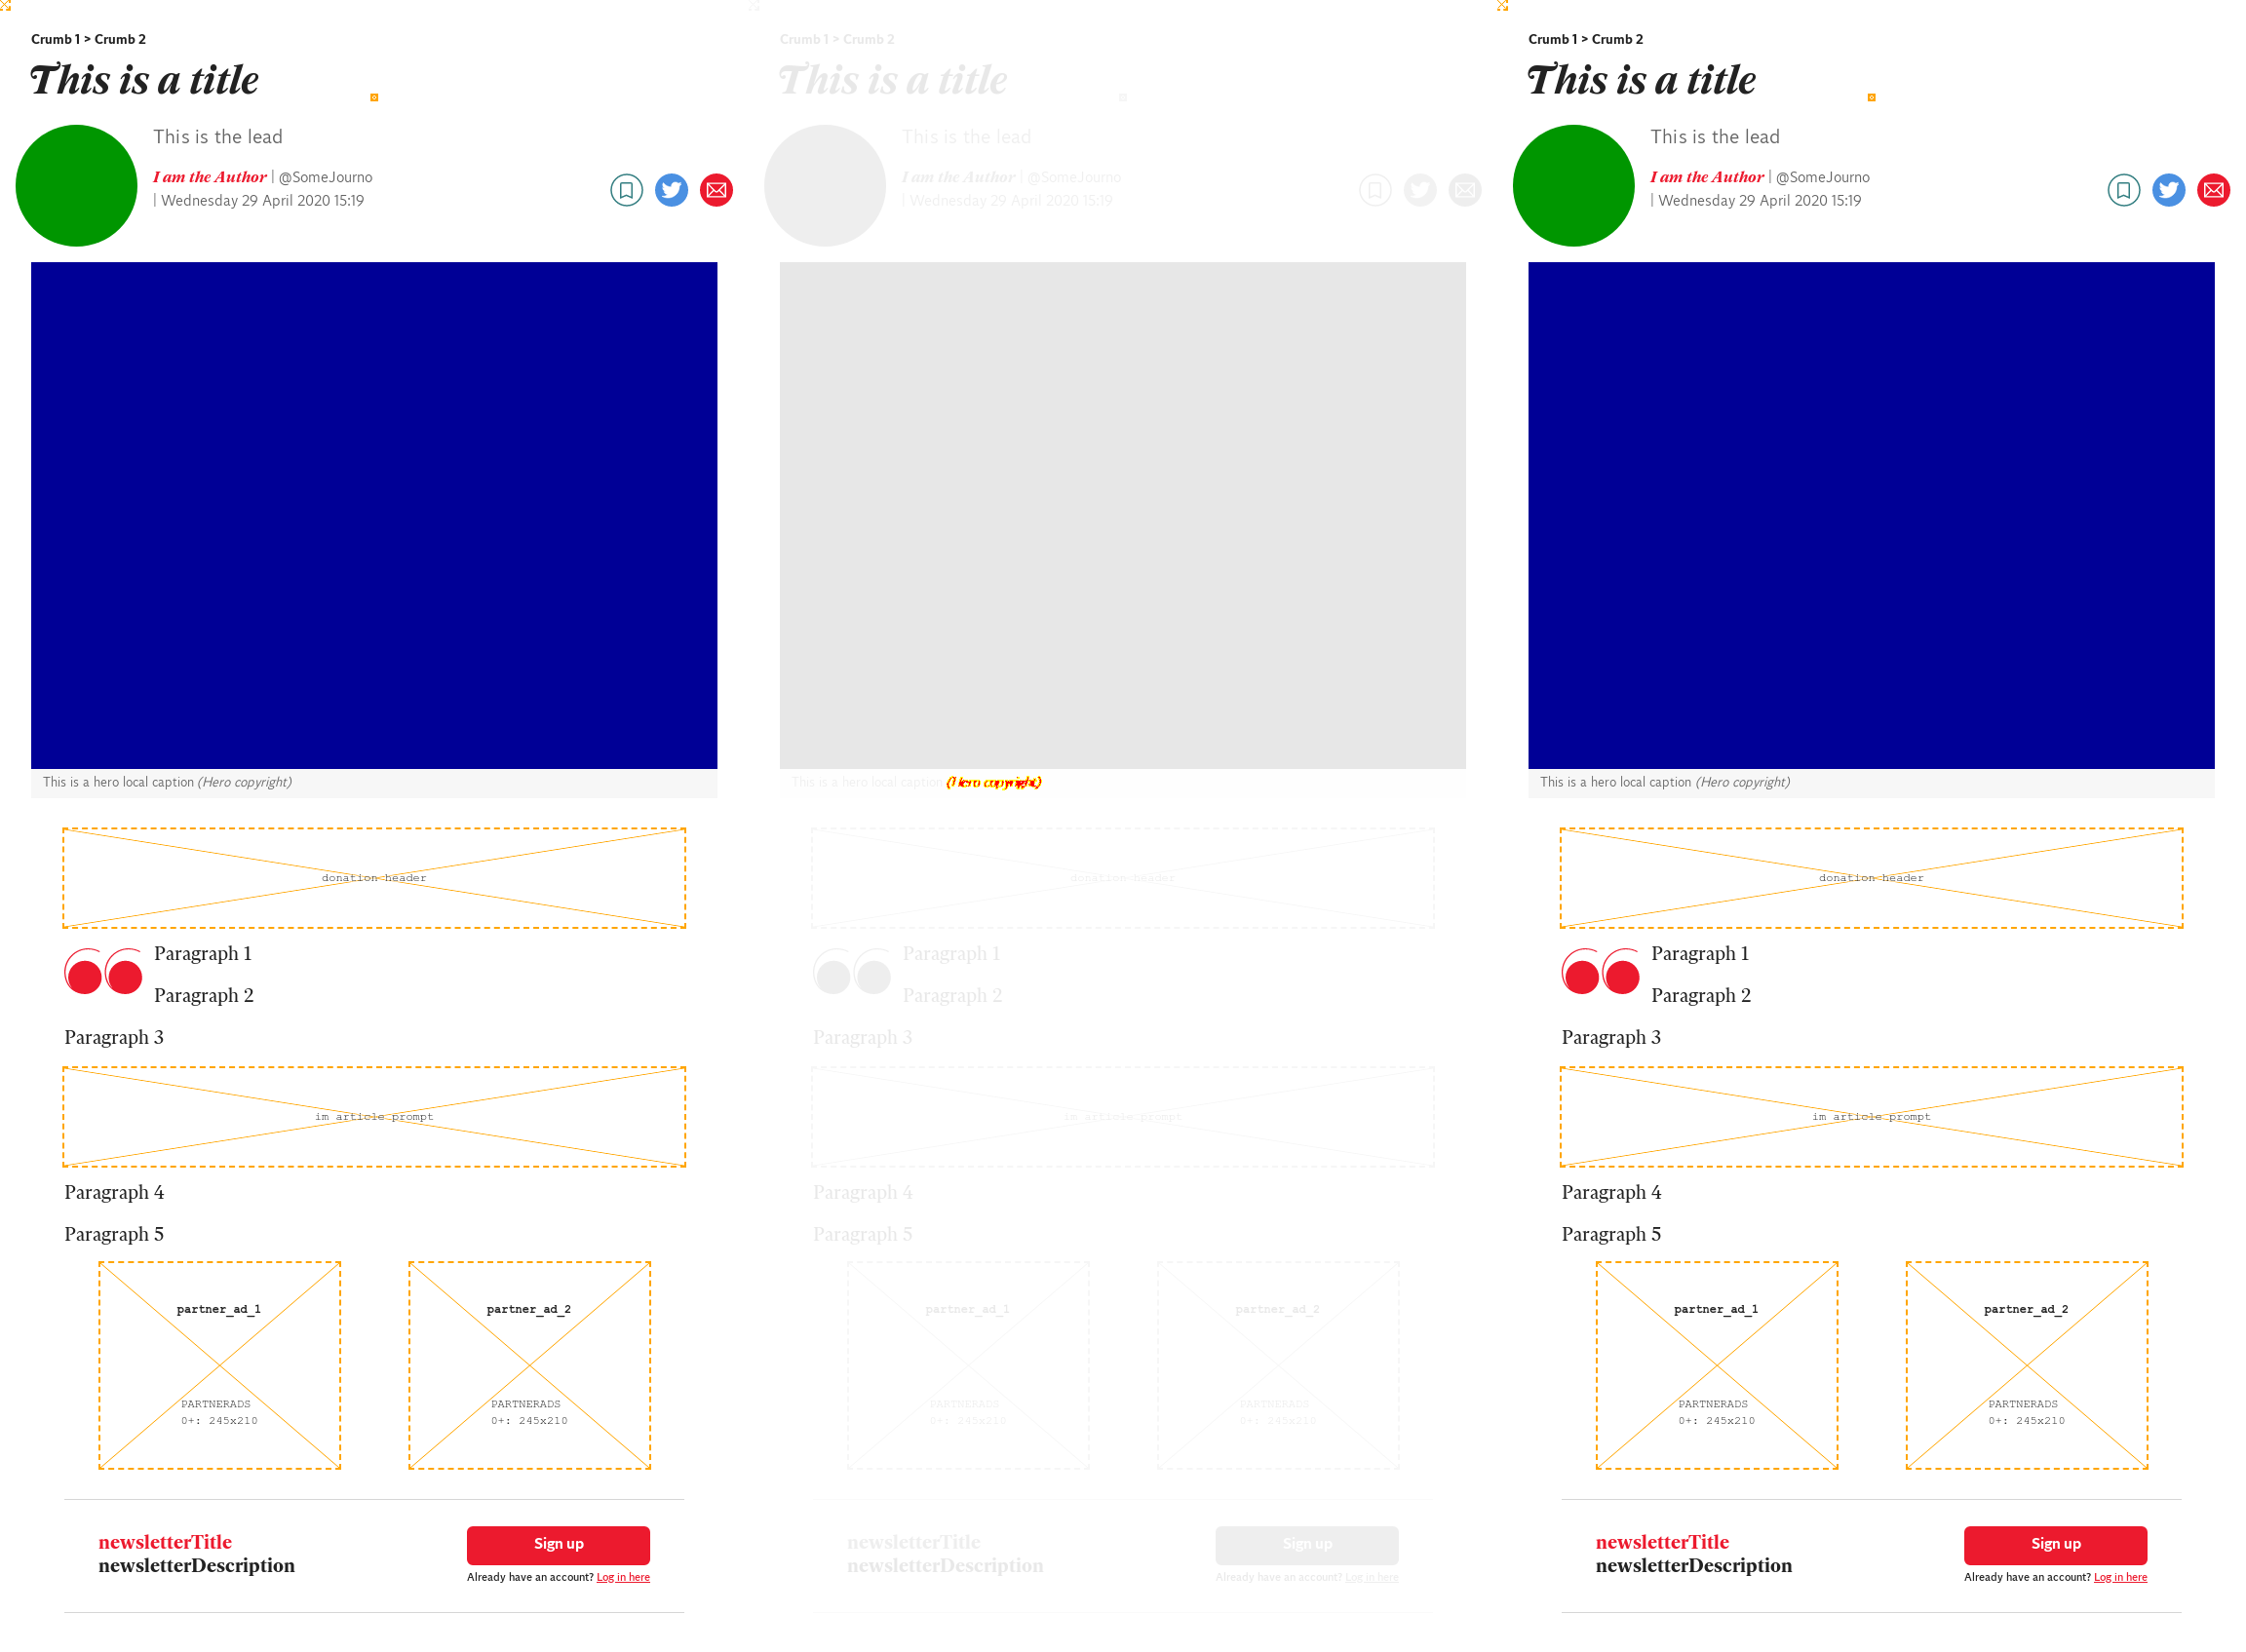 Crumb 1 > Crumb 2
This is a title
This is the lead
I am the Author | @SomeJourno
| Wednesday 29 April 2020 15:19
This is a hero local caption (Hero copyright)
donation header
Paragraph 1
Paragraph 2
Paragraph 3
im article prompt
Paragraph 4
Paragraph 5
partner_ad_1
PARTNERADS
0+: 245x210
partner_ad_2
PARTNERADS
0+: 245x210
newsletterTitle
newsletterDescription
Sign up
Already have an account? Log in here
Crumb 1 > Crumb 2
This is a title
This is the lead
I am the Author | @SomeJourno
| Wednesday 29 April 2020 15:19
This is a hero local caption (Hero copyright)
donation header
Paragraph 1
Paragraph 2
Paragraph 3
im article prompt
Paragraph 4
Paragraph 5
partner_ad_1
PARTNERADS
0+: 245x210
partner_ad_2
PARTNERADS
0+: 245x210
newsletterTitle
newsletterDescription
Sign up
Already have an account? Log in here
Crumb 1 > Crumb 2
This is a title
This is the lead
I am the Author | @SomeJourno
| Wednesday 29 April 2020 15:19
This is a hero local caption (Hero copyright)
donation header
Paragraph 1
Paragraph 2
Paragraph 3
im article prompt
Paragraph 4
Paragraph 5
partner_ad_1
PARTNERADS
0+: 245x210
partner_ad_2
PARTNERADS
0+: 245x210
newsletterTitle
newsletterDescription
Sign up
Already have an account? Log in here